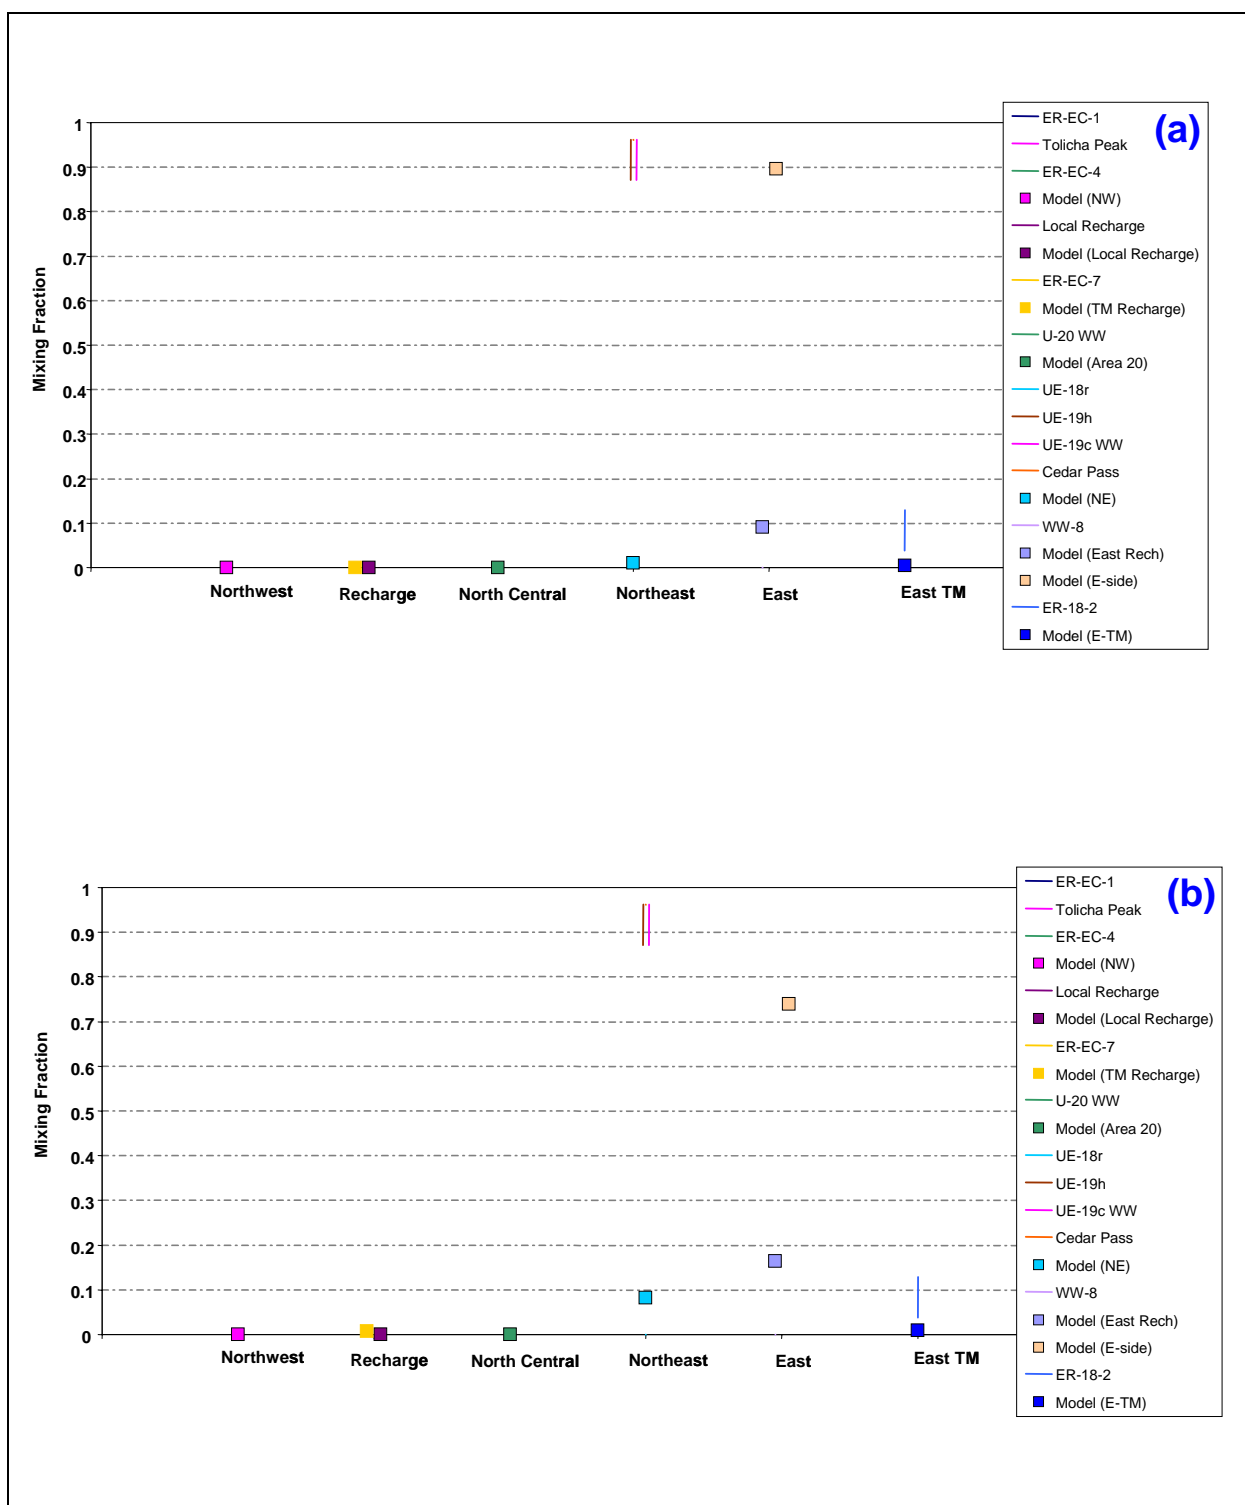 (a)
Mixing Fraction
1
0.9
0.8
0.7
0.6
0.5
0.4
0.3
0.2
0.1
0
Northwest
Recharge
North Central
Northeast
East
East TM
ER-EC-1
Tolicha Peak
ER-EC-4
Model (NW)
Local Recharge
Model (Local Recharge)
ER-EC-7
Model (TM Recharge)
U-20 WW
Model (Area 20)
UE-18r
UE-19h
UE-19c WW
Cedar Pass
Model (NE)
WW-8
Model (East Rech)
Model (E-side)
ER-18-2
Model (E-TM)
(b)
Mixing Fraction
1
0.9
0.8
0.7
0.6
0.5
0.4
0.3
0.2
0.1
0
Northwest
Recharge
North Central
Northeast
East
East TM
ER-EC-1
Tolicha Peak
ER-EC-4
Model (NW)
Local Recharge
Model (Local Recharge)
ER-EC-7
Model (TM Recharge)
U-20 WW
Model (Area 20)
UE-18r
UE-19h
UE-19c WW
Cedar Pass
Model (NE)
WW-8
Model (East Rech)
Model (E-side)
ER-18-2
Model (E-TM)